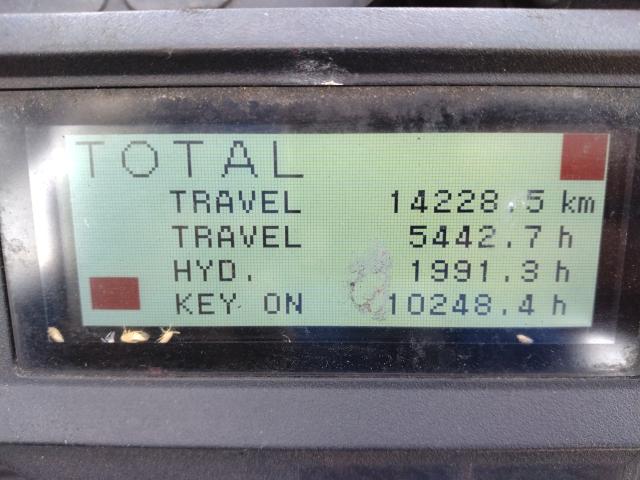 TOTAL
TRAVEL 14228.5 km
TRAVEL 5442.7 h
HYD. 1991.3 h
KEY ON 10248.4 h